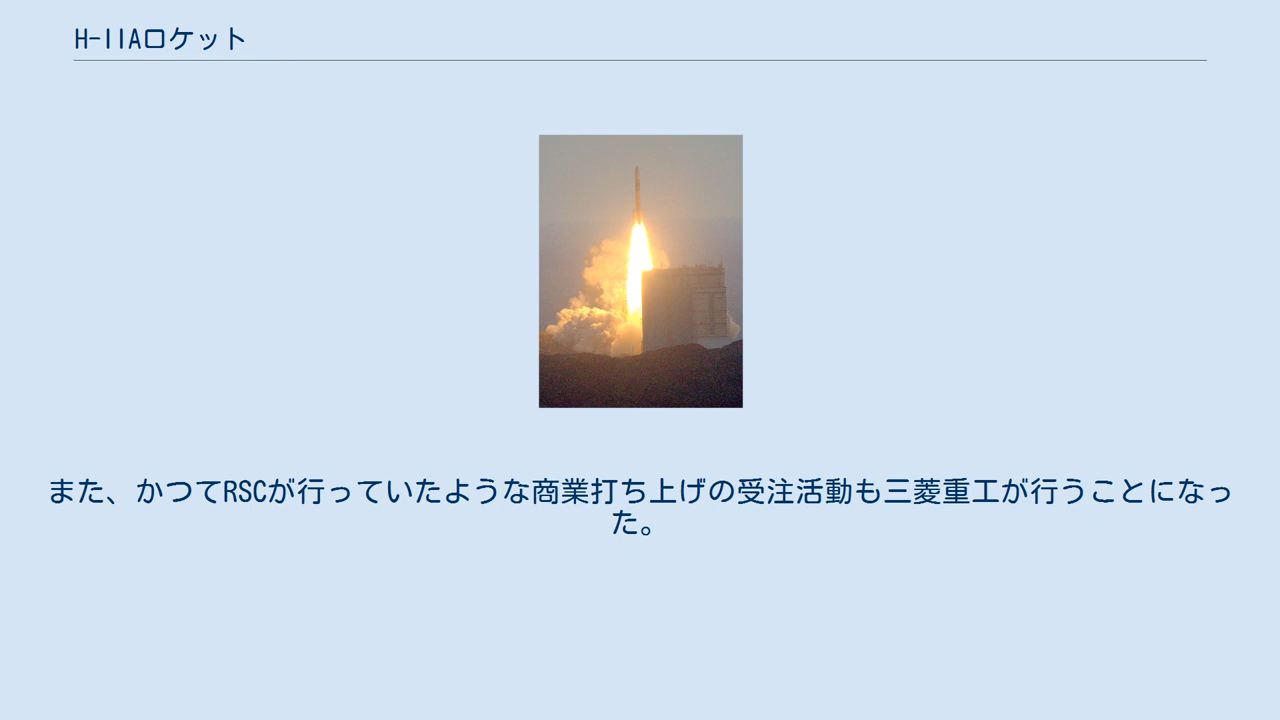 H-IIAロケット
また、かつてRSCが行っていたような商業打ち上げの受注活動も三菱重工が行うことになっ
た。